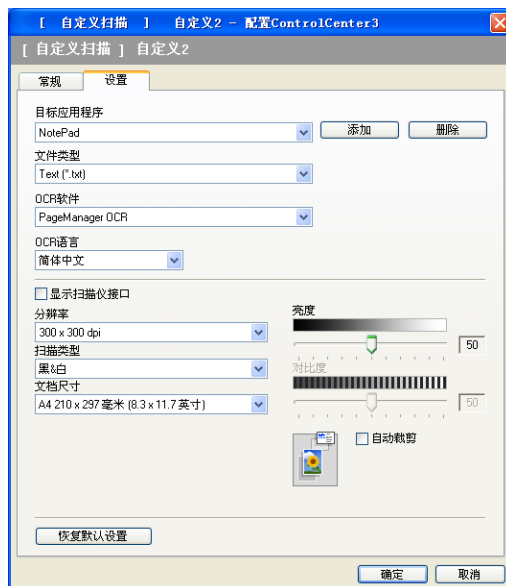 [ 自定义扫描 ] 自定义2 - 配置ControlCenter3
[ 自定义扫描 ] 自定义2
常规 设置
目标应用程序
NotePad 添加 删除
文件类型
Text (*.txt)
OCR软件
PageManager OCR
OCR语言
简体中文
显示扫描仪接口
分辨率 亮度
300 x 300 dpi 50
扫描类型 对比度
黑&白
文档尺寸
A4 210 x 297 毫米 (8.3 x 11.7 英寸) 50
自动裁剪
恢复默认设置
确定 取消